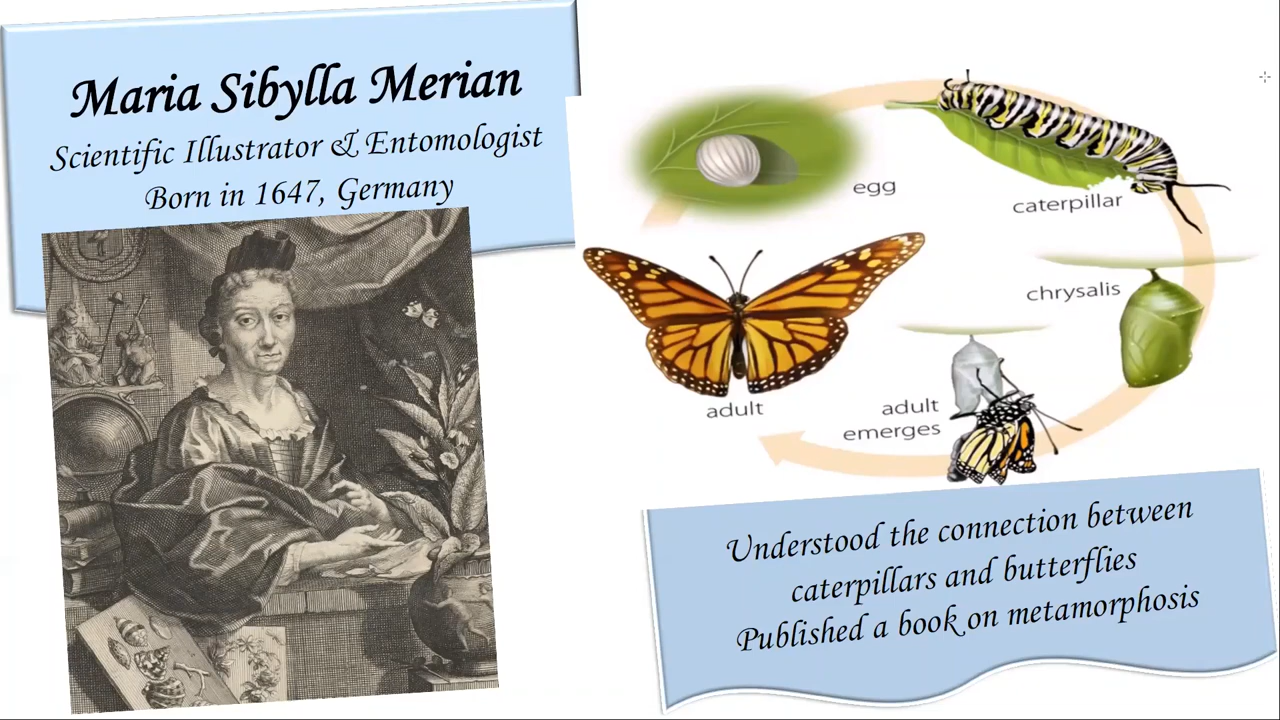 Maria Sibylla Merian
Scientific Illustrator & Entomologist
Born in 1647, Germany
egg
caterpillar
chrysalis
adult
emerges
adult
Understood the connection between
caterpillars and butterflies
Published a book on metamorphosis